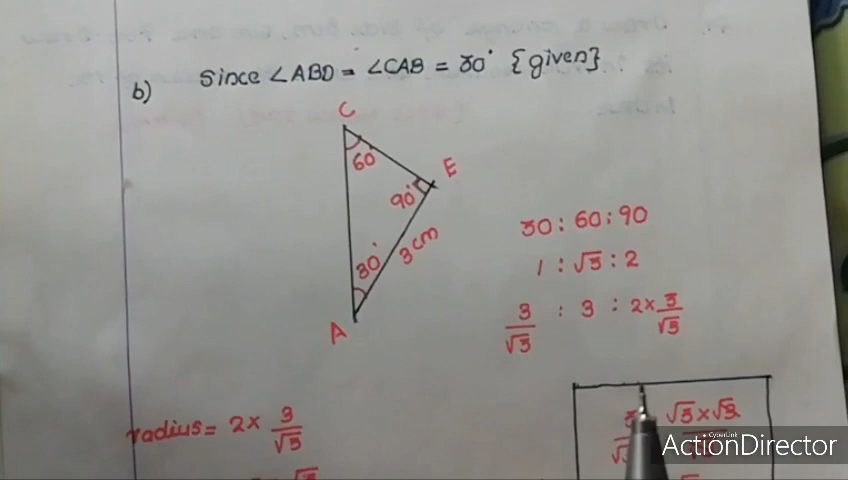 b) Since ∠ABD = ∠CAB = 30° {given}
C
60°
E
90°
3cm
30°
A
30 : 60 : 90
1 : √3 : 2
3/√3 : 3 : 2 × 3/√3
radius = 2 × 3/√3
√3 × √3
CyberLink
ActionDirector